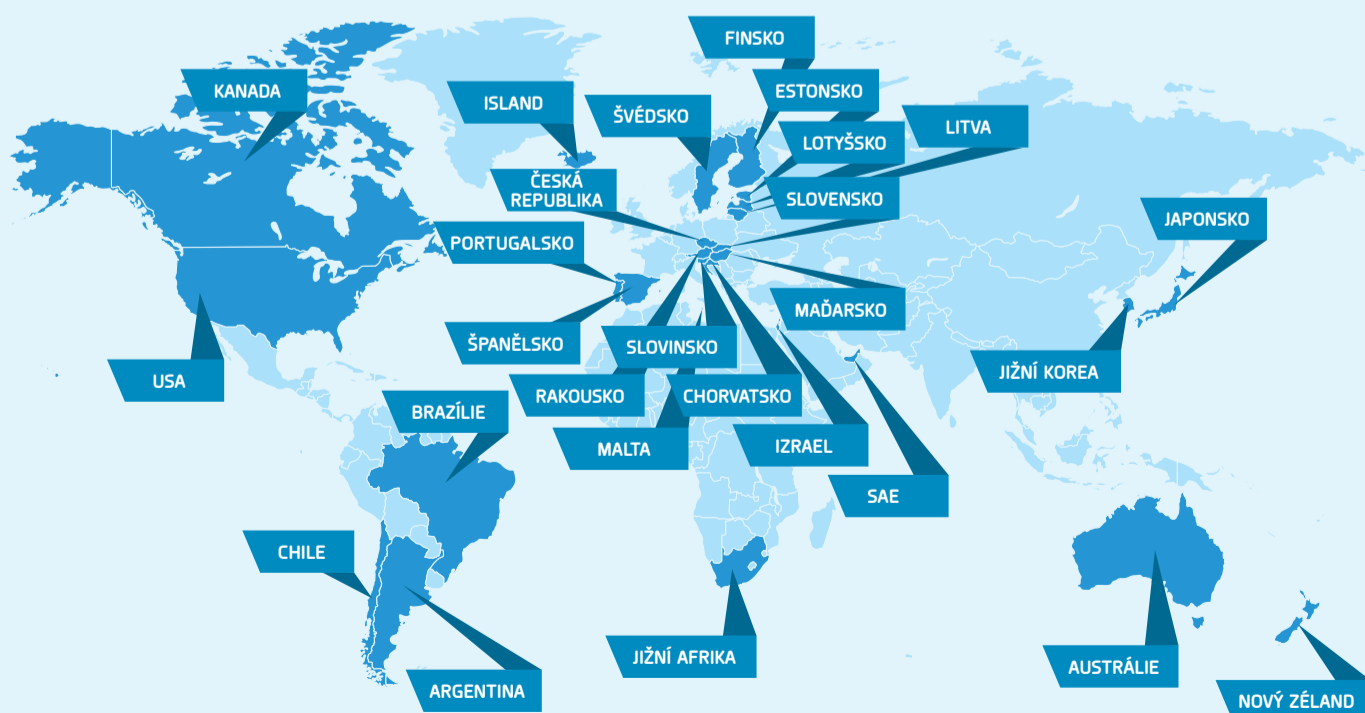 FINSKO
KANADA
ISLAND
ŠVÉDSKO
ESTONSKO
LOTYŠSKO
LITVA
ČESKÁ
REPUBLIKA
SLOVENSKO
PORTUGALSKO
JAPONSKO
MAĎARSKO
ŠPANĚLSKO
SLOVINSKO
USA
JIŽNÍ KOREA
RAKOUSKO
CHORVATSKO
BRAZÍLIE
MALTA
IZRAEL
SAE
CHILE
JIŽNÍ AFRIKA
AUSTRÁLIE
ARGENTINA
NOVÝ ZÉLAND